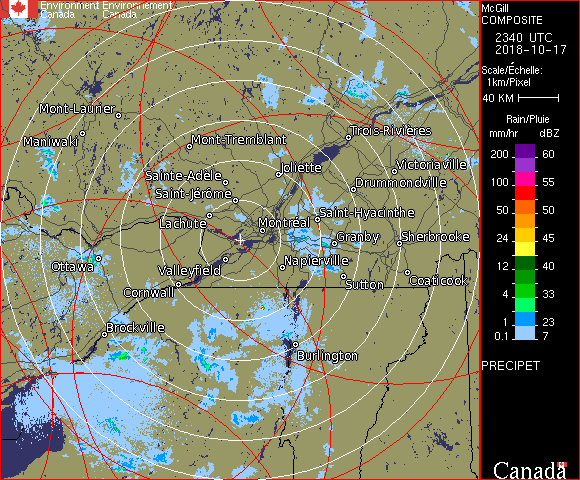 Environment Environnement
Canada Canada
McGill
COMPOSITE
2340 UTC
2018-10-17
Scale/Échelle:
1km/Pixel
40 KM
Rain/Pluie
mm/hr dBZ
200 60
100 55
50 50
24 45
12 40
4 33
1 23
0.1 7
PRECIPET
Canada
Mont-Laurier
Maniwaki
Mont-Tremblant
Trois-Rivières
Joliette
Victoriaville
Sainte-Adèle
Drummondville
Saint-Jérôme
Saint-Hyacinthe
Lachute
Montréal
Granby
Sherbrooke
Ottawa
Valleyfield
Napierville
Cornwall
Sutton
Coaticook
Brockville
Burlington